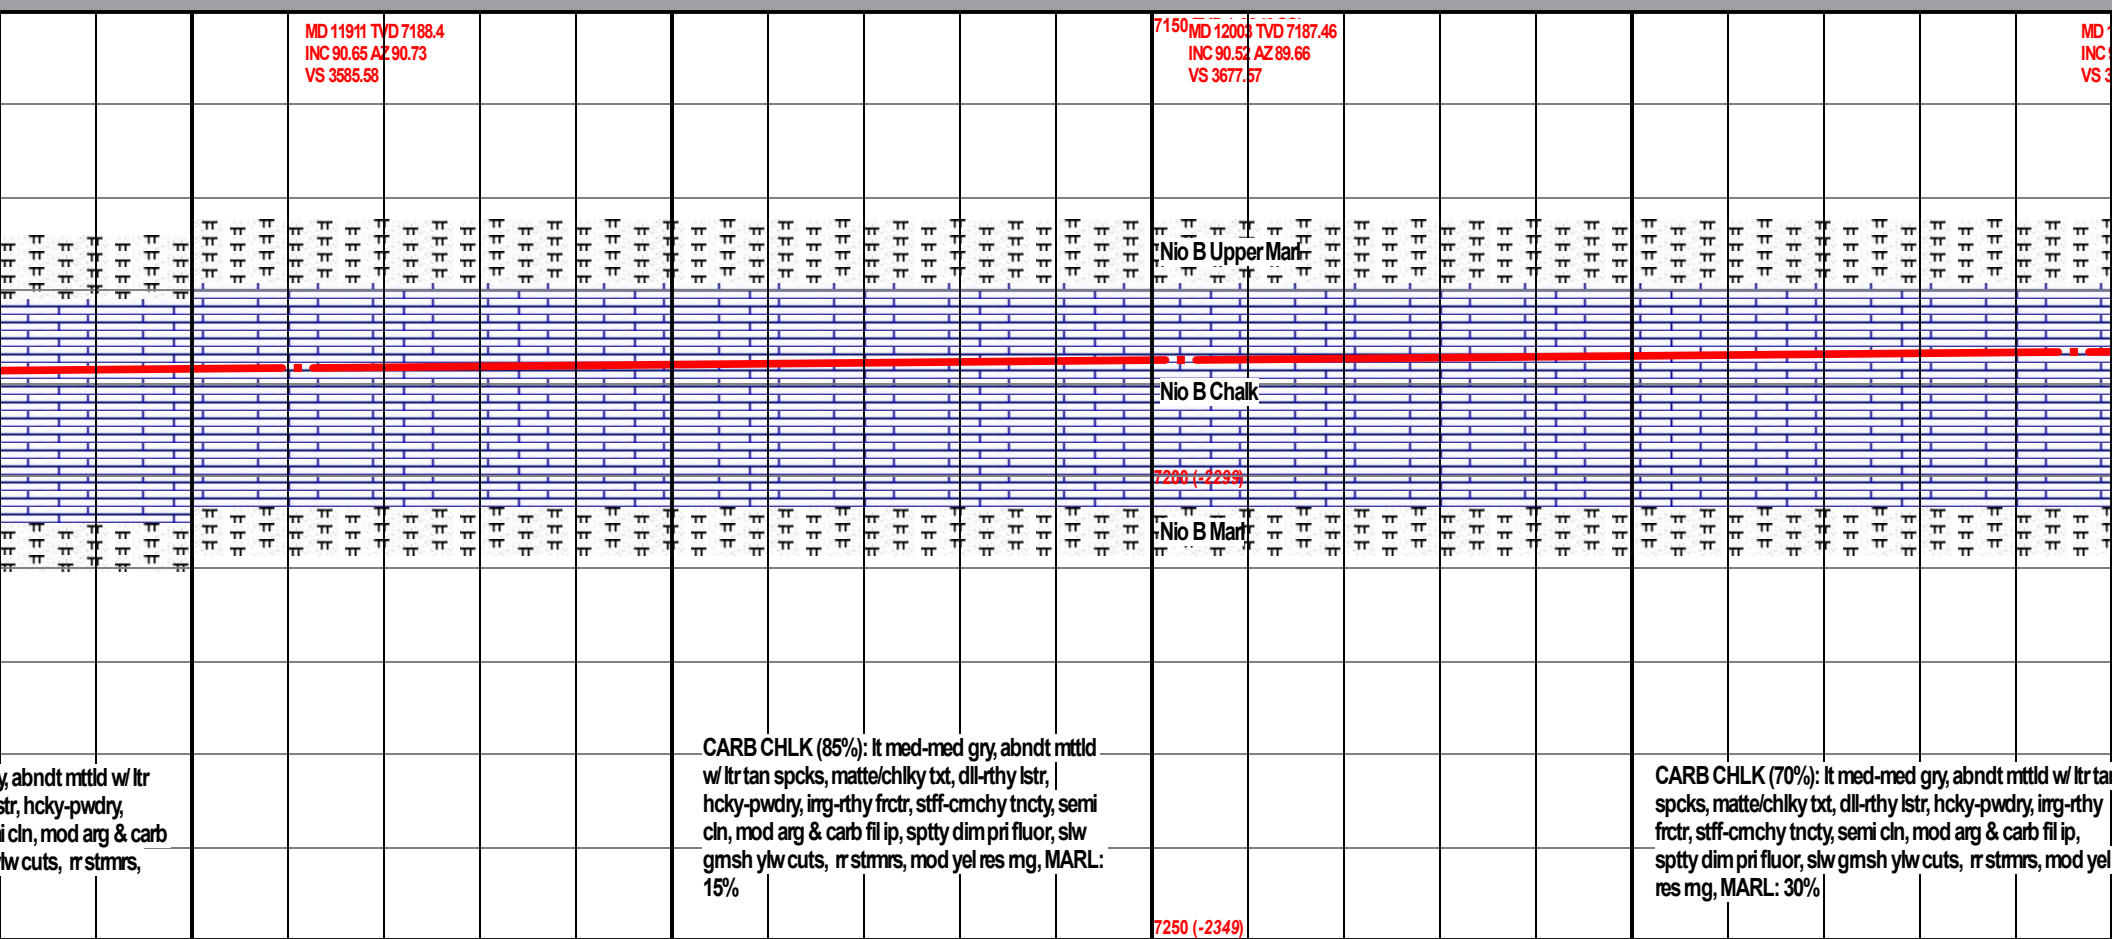 MD 11911 TVD 7188.4
INC 90.65 AZ 90.73
VS 3585.58
7150
MD 12003 TVD 7187.46
INC 90.52 AZ 89.66
VS 3677.57
MD
INC
VS 3
Nio B Upper Marl
Nio B Chalk
7200 (-2299)
Nio B Marl
y, abndt mttld w/ ltr
str, hcky-pwdry,
i cln, mod arg & carb
ylw cuts, rr strmrs,
CARB CHLK (85%): lt med-med gry, abndt mttld
w/ ltr tan spcks, matte/chlky txt, dll-rthy lstr,
hcky-pwdry, irrg-rthy frctr, stff-crnchy tncty, semi
cln, mod arg & carb fil ip, sptty dim pri fluor, slw
grnsh ylw cuts, rr strmrs, mod yel res rng, MARL:
15%
CARB CHLK (70%): lt med-med gry, abndt mttld w/ ltr tan
spcks, matte/chlky txt, dll-rthy lstr, hcky-pwdry, irrg-rthy
frctr, stff-crnchy tncty, semi cln, mod arg & carb fil ip,
sptty dim pri fluor, slw grnsh ylw cuts, rr strmrs, mod yel
res rng, MARL: 30%
7250 (-2349)